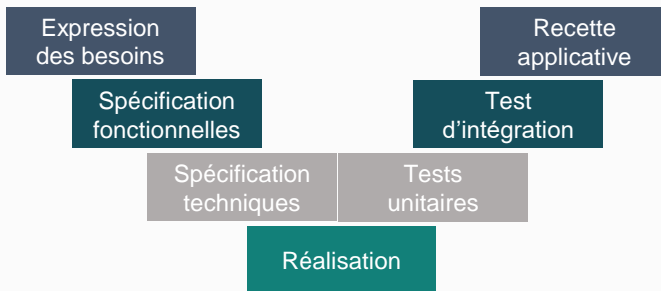 Expression
des besoins
Recette
applicative
Spécification
fonctionnelles
Test
d'intégration
Spécification
techniques
Tests
unitaires
Réalisation